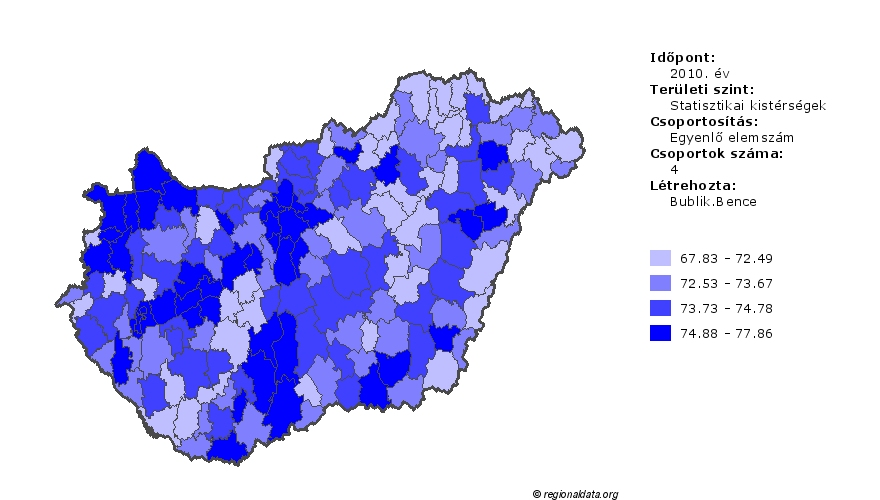 Időpont:
2010. év
Területi szint:
Statisztikai kistérségek
Csoportosítás:
Egyenlő elemszám
Csoportok száma:
4
Létrehozta:
Bublik.Bence
67.83 - 72.49
72.53 - 73.67
73.73 - 74.78
74.88 - 77.86
© regionaldata.org